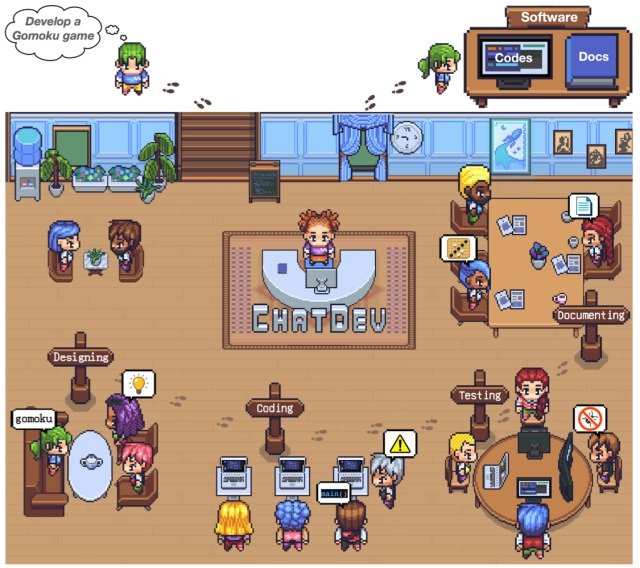 Develop a
Gomoku game
Software
Codes
Docs
CHATDEV
Designing
gomoku
Coding
main()
Testing
Documenting